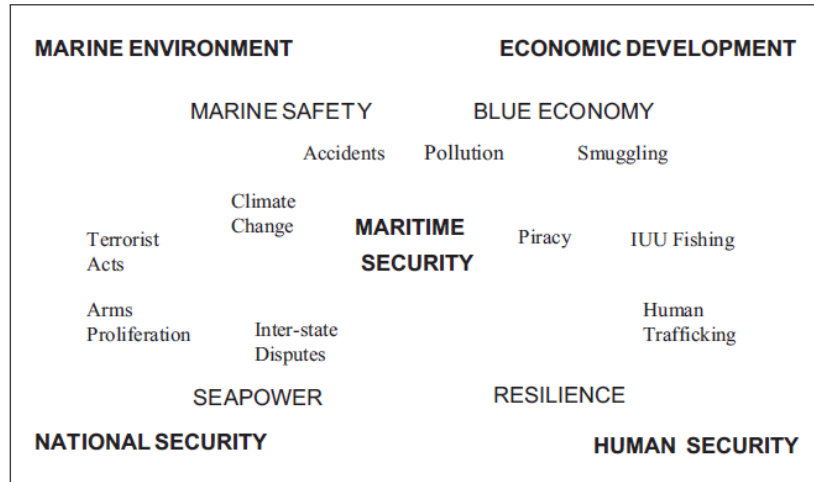 MARINE ENVIRONMENT ECONOMIC DEVELOPMENT
MARINE SAFETY BLUE ECONOMY
Accidents Pollution Smuggling
Climate
Change
MARITIME
SECURITY
Piracy IUU Fishing
Terrorist
Acts
Arms
Proliferation
Inter-state
Disputes
Human
Trafficking
SEAPOWER RESILIENCE
NATIONAL SECURITY HUMAN SECURITY